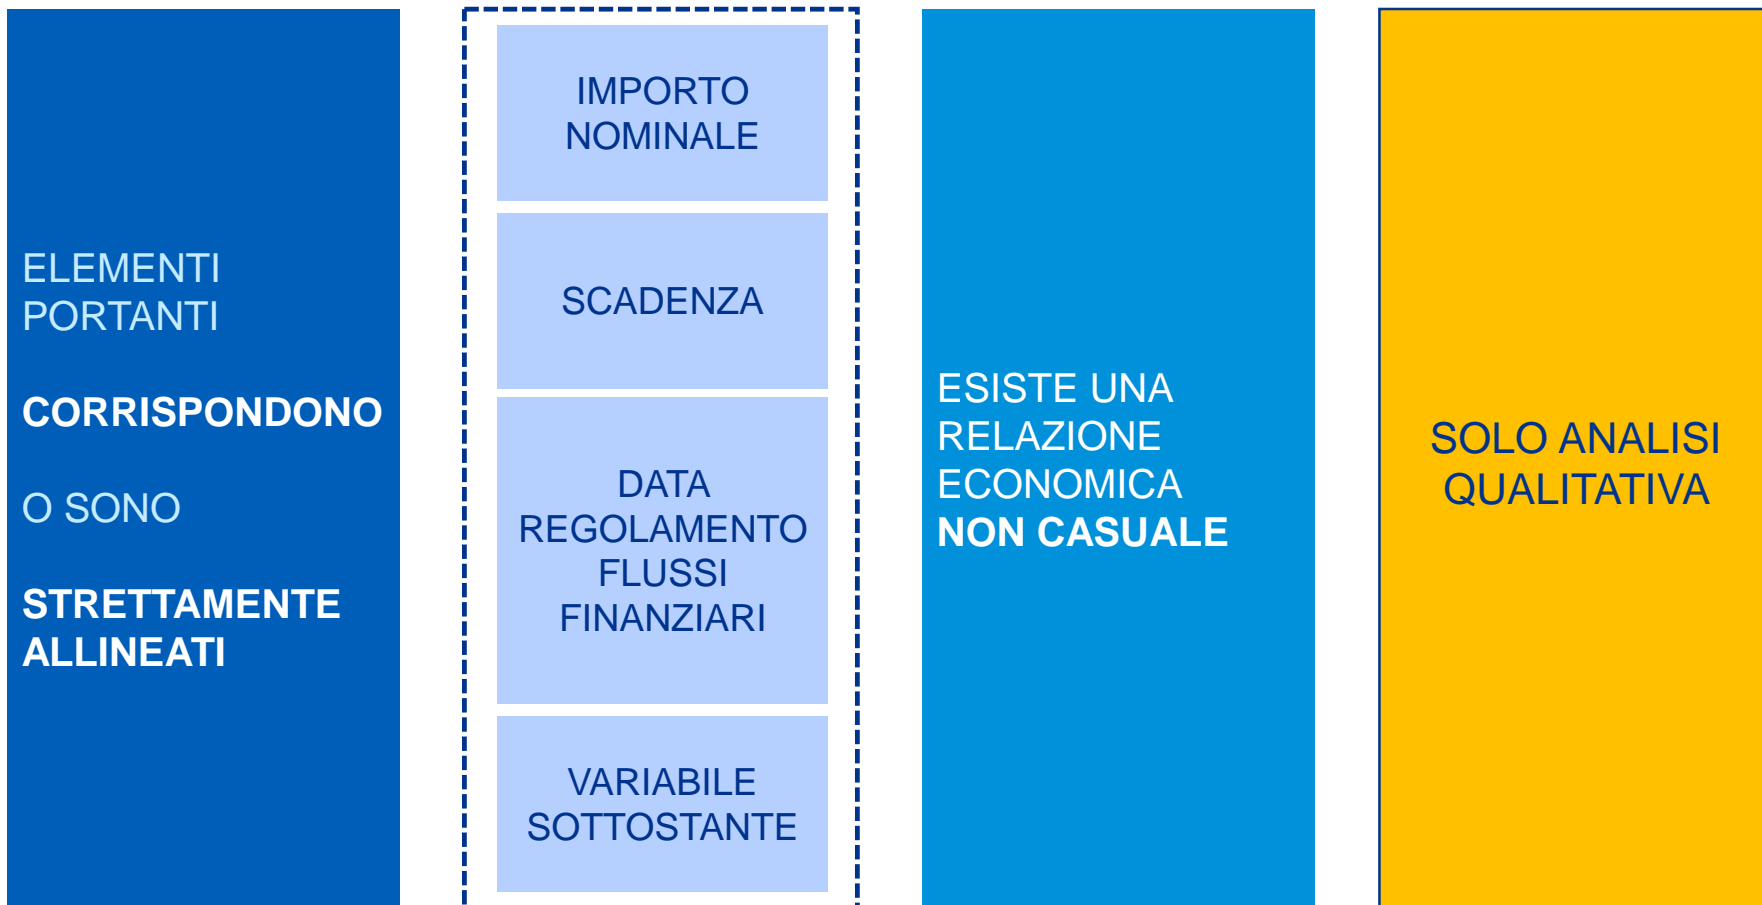 ELEMENTI
PORTANTI
CORRISPONDONO
O SONO
STRETTAMENTE
ALLINEATI
IMPORTO
NOMINALE
SCADENZA
DATA
REGOLAMENTO
FLUSSI
FINANZIARI
VARIABILE
SOTTOSTANTE
ESISTE UNA
RELAZIONE
ECONOMICA
NON CASUALE
SOLO ANALISI
QUALITATIVA